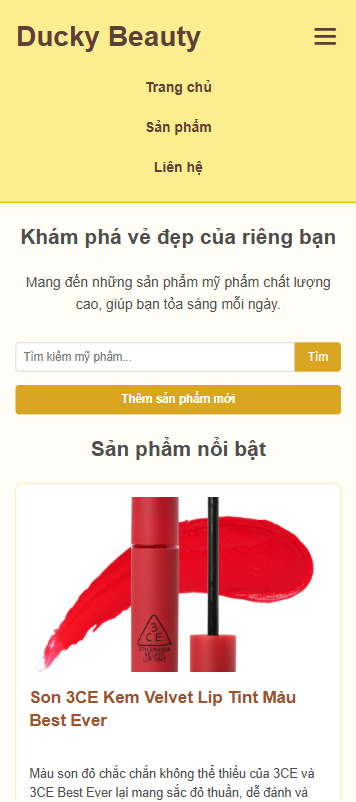 Ducky Beauty
Trang chủ
Sản phẩm
Liên hệ
Khám phá vẻ đẹp của riêng bạn
Mang đến những sản phẩm mỹ phẩm chất lượng
cao, giúp bạn tỏa sáng mỗi ngày.
Tìm kiếm mỹ phẩm...
Tìm
Thêm sản phẩm mới
Sản phẩm nổi bật
3
CE
STYLENANDA
VELVET
LIP TINT
Son 3CE Kem Velvet Lip Tint Màu
Best Ever
Màu son đỏ chắc chắn không thể thiếu của 3CE và
3CE Best Ever lại mang sắc đỏ thuần, dễ đánh và